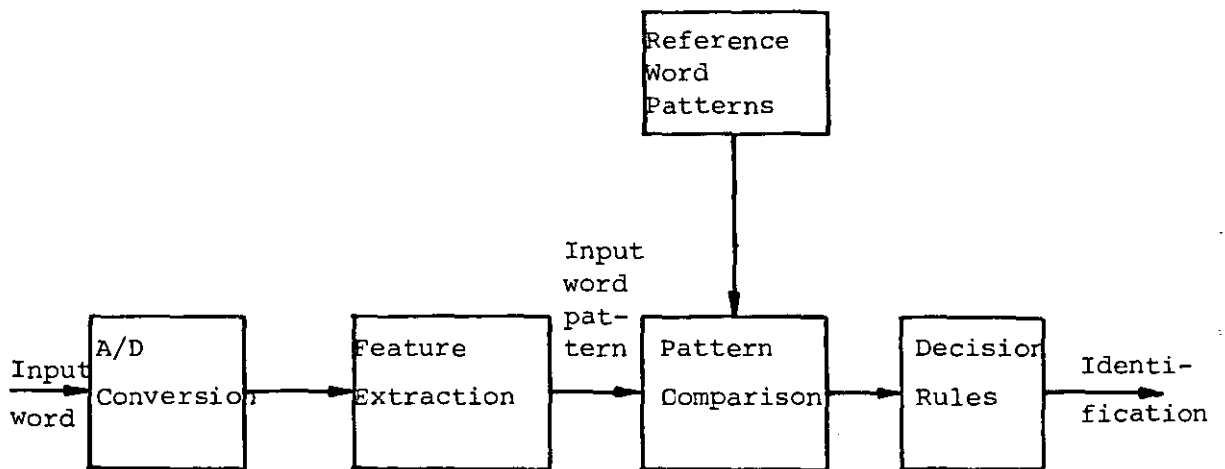 Reference
Word
Patterns
Input
word
A/D
Conversion
Feature
Extraction
Input
word
pat-
tern
Pattern
Comparison
Decision
Rules
Identi-
fication